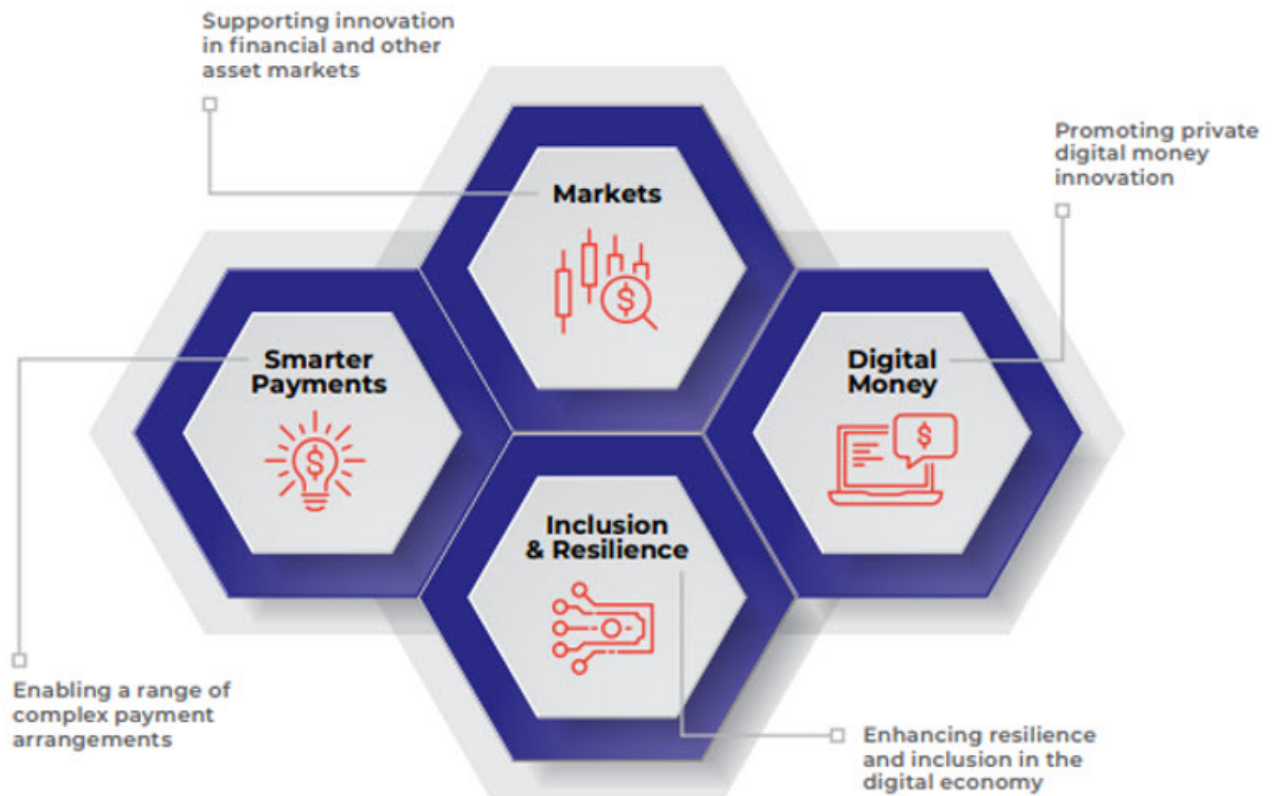 Supporting innovation
in financial and other
asset markets
Promoting private
digital money
innovation
Markets
$
Smarter
Payments
$
Digital
Money
$
Inclusion
& Resilience
Enabling a range of
complex payment
arrangements
Enhancing resilience
and inclusion in the
digital economy